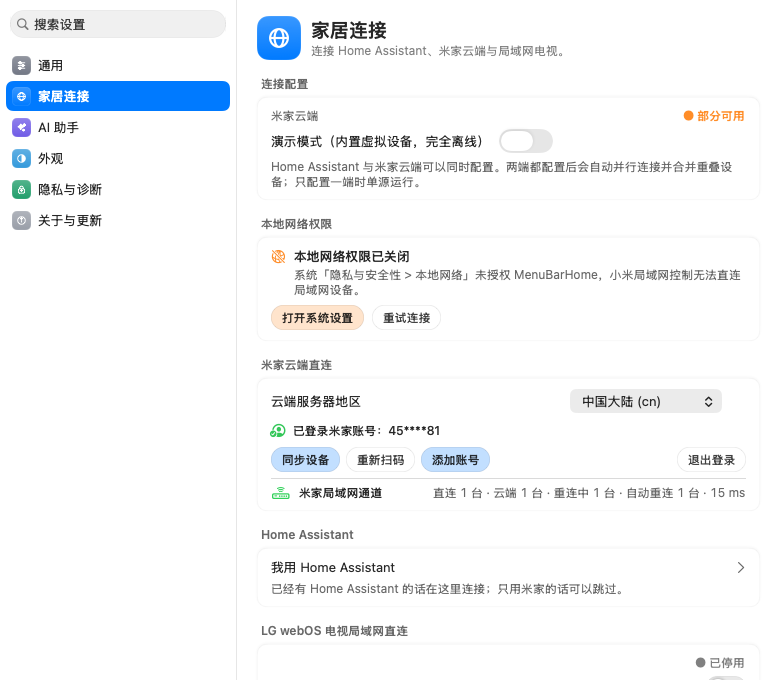 搜索设置
通用
家居连接
AI 助手
外观
隐私与诊断
关于与更新
家居连接
连接 Home Assistant、米家云端与局域网电视。
连接配置
米家云端
部分可用
演示模式（内置虚拟设备，完全离线）
Home Assistant 与米家云端可以同时配置。两端都配置后会自动并行连接并合并重叠设
备；只配置一端时单源运行。
本地网络权限
本地网络权限已关闭
系统「隐私与安全性 > 本地网络」未授权 MenuBarHome，小米局域网控制无法直连
局域网设备。
打开系统设置
重试连接
米家云端直连
云端服务器地区
中国大陆 (cn)
已登录米家账号：45****81
同步设备
重新扫码
添加账号
退出登录
米家局域网通道
直连 1 台 · 云端 1 台 · 重连中 1 台 · 自动重连 1 台 · 15 ms
Home Assistant
我用 Home Assistant
已经有 Home Assistant 的话在这里连接；只用米家的话可以跳过。
LG webOS 电视局域网直连
已停用